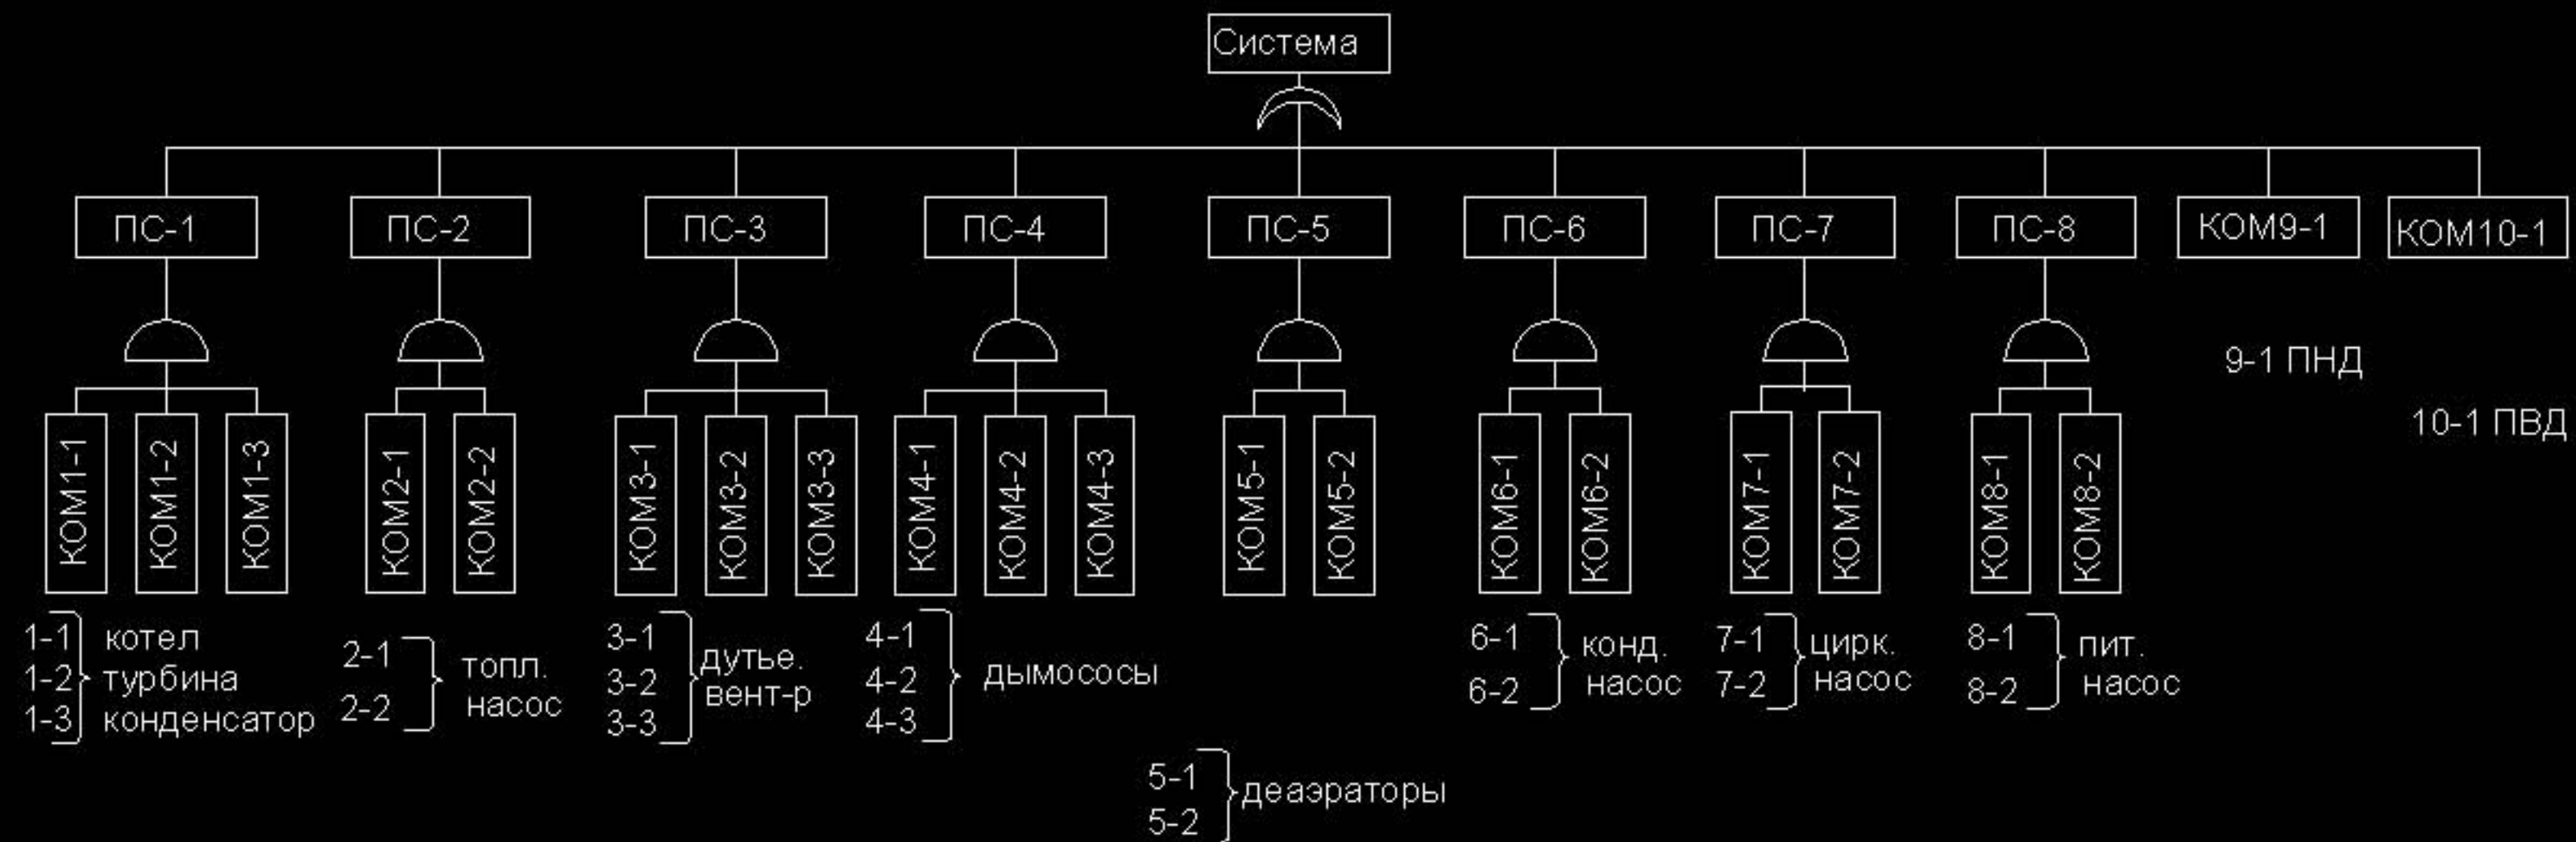 Система
ПС-1
ПС-2
ПС-3
ПС-4
ПС-5
ПС-6
ПС-7
ПС-8
КОМ9-1
КОМ10-1
9-1 ПНД
10-1 ПВД
КОМ1-1
КОМ1-2
КОМ1-3
КОМ2-1
КОМ2-2
КОМ3-1
КОМ3-2
КОМ3-3
КОМ4-1
КОМ4-2
КОМ4-3
КОМ5-1
КОМ5-2
КОМ6-1
КОМ6-2
КОМ7-1
КОМ7-2
КОМ8-1
КОМ8-2
1-1 котел
1-2 турбина
1-3 конденсатор
2-1
2-2
топл.
насос
3-1
3-2
3-3
дутье.
вент-р
4-1
4-2
4-3
дымососы
5-1
5-2
деаэраторы
6-1
6-2
конд.
насос
7-1
7-2
цирк.
насос
8-1
8-2
пит.
насос